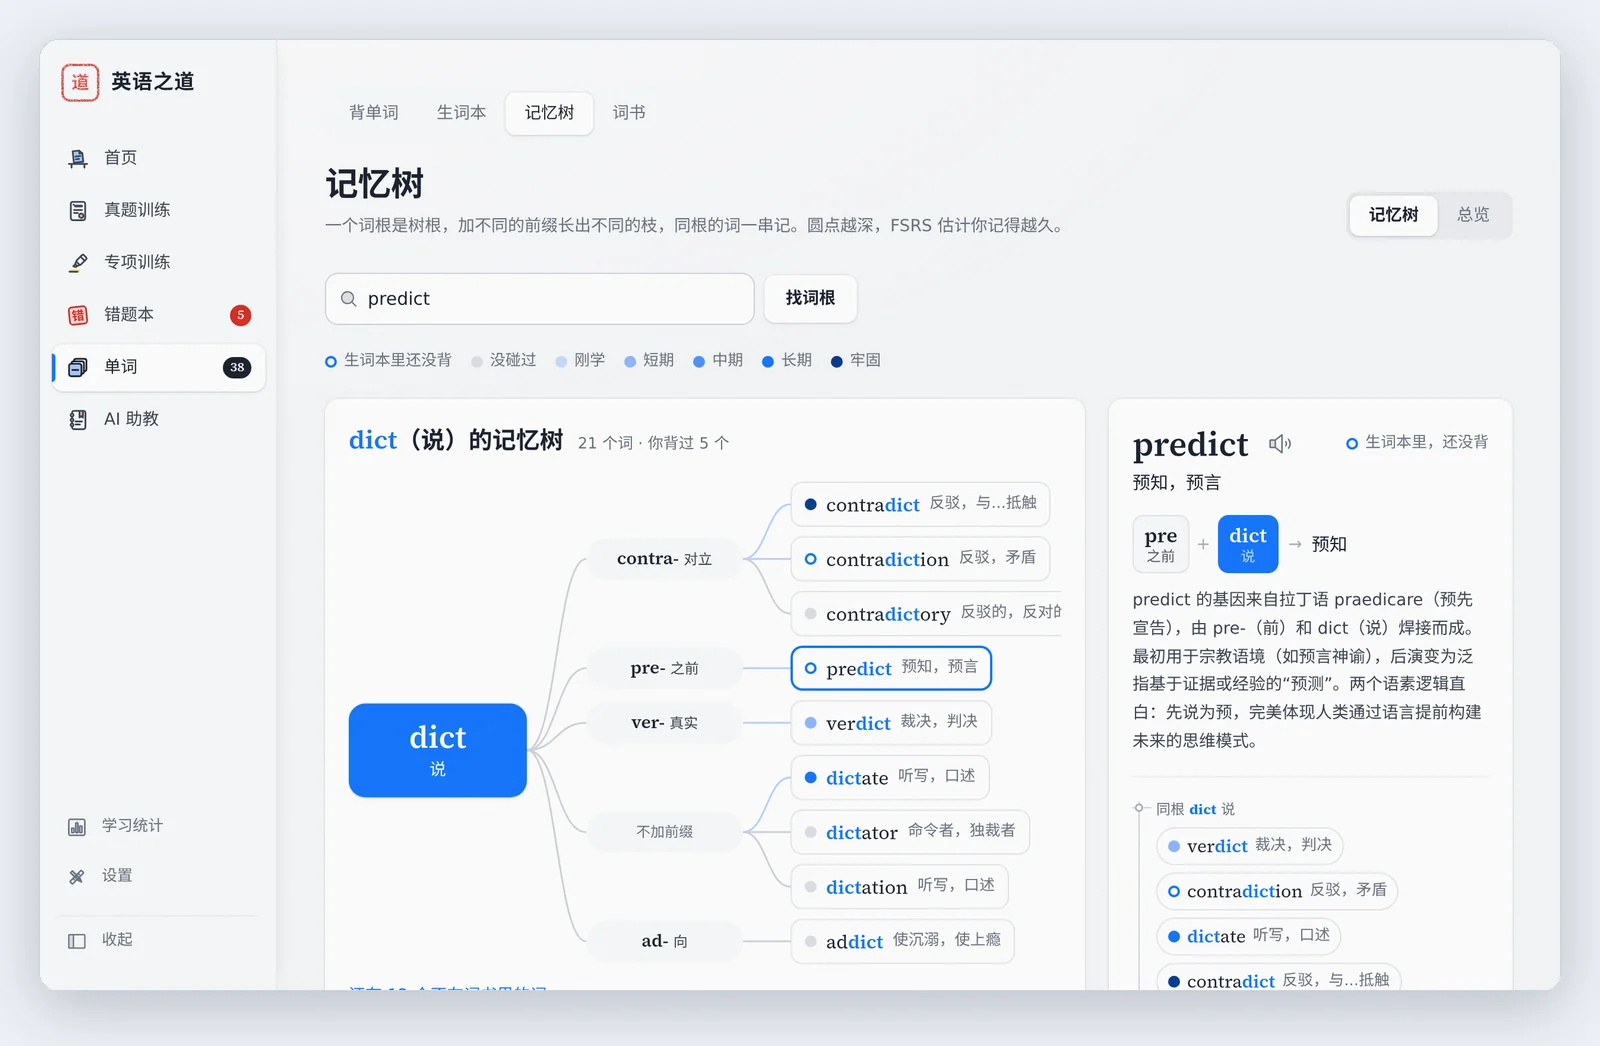 道 英语之道
首页
真题训练
专项训练
错 错题本 5
单词 38
AI 助教
学习统计
设置
收起
背单词 生词本 记忆树 词书
记忆树
一个词根是树根，加不同的前缀长出不同的枝，同根的词一串记。圆点越深，FSRS 估计你记得越久。
记忆树 总览
predict 找词根
生词本里还没背 没碰过 刚学 短期 中期 长期 牢固
dict（说）的记忆树 21 个词 · 你背过 5 个
dict
说
contra- 对立
contradict 反驳，与…抵触
contradiction 反驳，矛盾
contradictory 反驳的，反对
pre- 之前
predict 预知，预言
ver- 真实
verdict 裁决，判决
不加前缀
dictate 听写，口述
dictator 命令者，独裁者
dictation 听写，口述
ad- 向
addict 使沉溺，使上瘾
predict 生词本里，还没背
预知，预言
pre + dict → 预知
之前 说
predict 的基因来自拉丁语 praedicare（预先
宣告），由 pre-（前）和 dict（说）焊接而成。
最初用于宗教语境（如预言神谕），后演变为泛
指基于证据或经验的“预测”。两个语素逻辑直
白：先说为预，完美体现人类通过语言提前构建
未来的思维模式。
同根 dict 说
verdict 裁决，判决
contradiction 反驳，矛盾
dictate 听写，口述
contradict 反驳，与…抵触